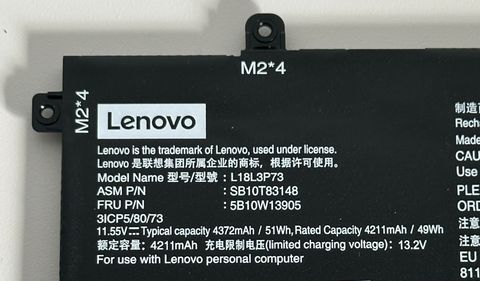 M2*4
M2*4
Lenovo
Lenovo is the trademark of Lenovo, used under license.
Lenovo 是联想集团所属企业的商标，根据许可使用。
Model Name 型号/型號: L18L3P73
ASM P/N : SB10T83148
FRU P/N : 5B10W13905
3ICP5/80/73
11.55V⎓Typical capacity 4372mAh / 51Wh, Rated Capacity 4211mAh / 49Wh
额定容量: 4211mAh 充电限制电压(limited charging voltage): 13.2V
For use with Lenovo personal computer
制造
Recha
Made
CAU
Use
PLE
ORD
注意
注意
EU
811